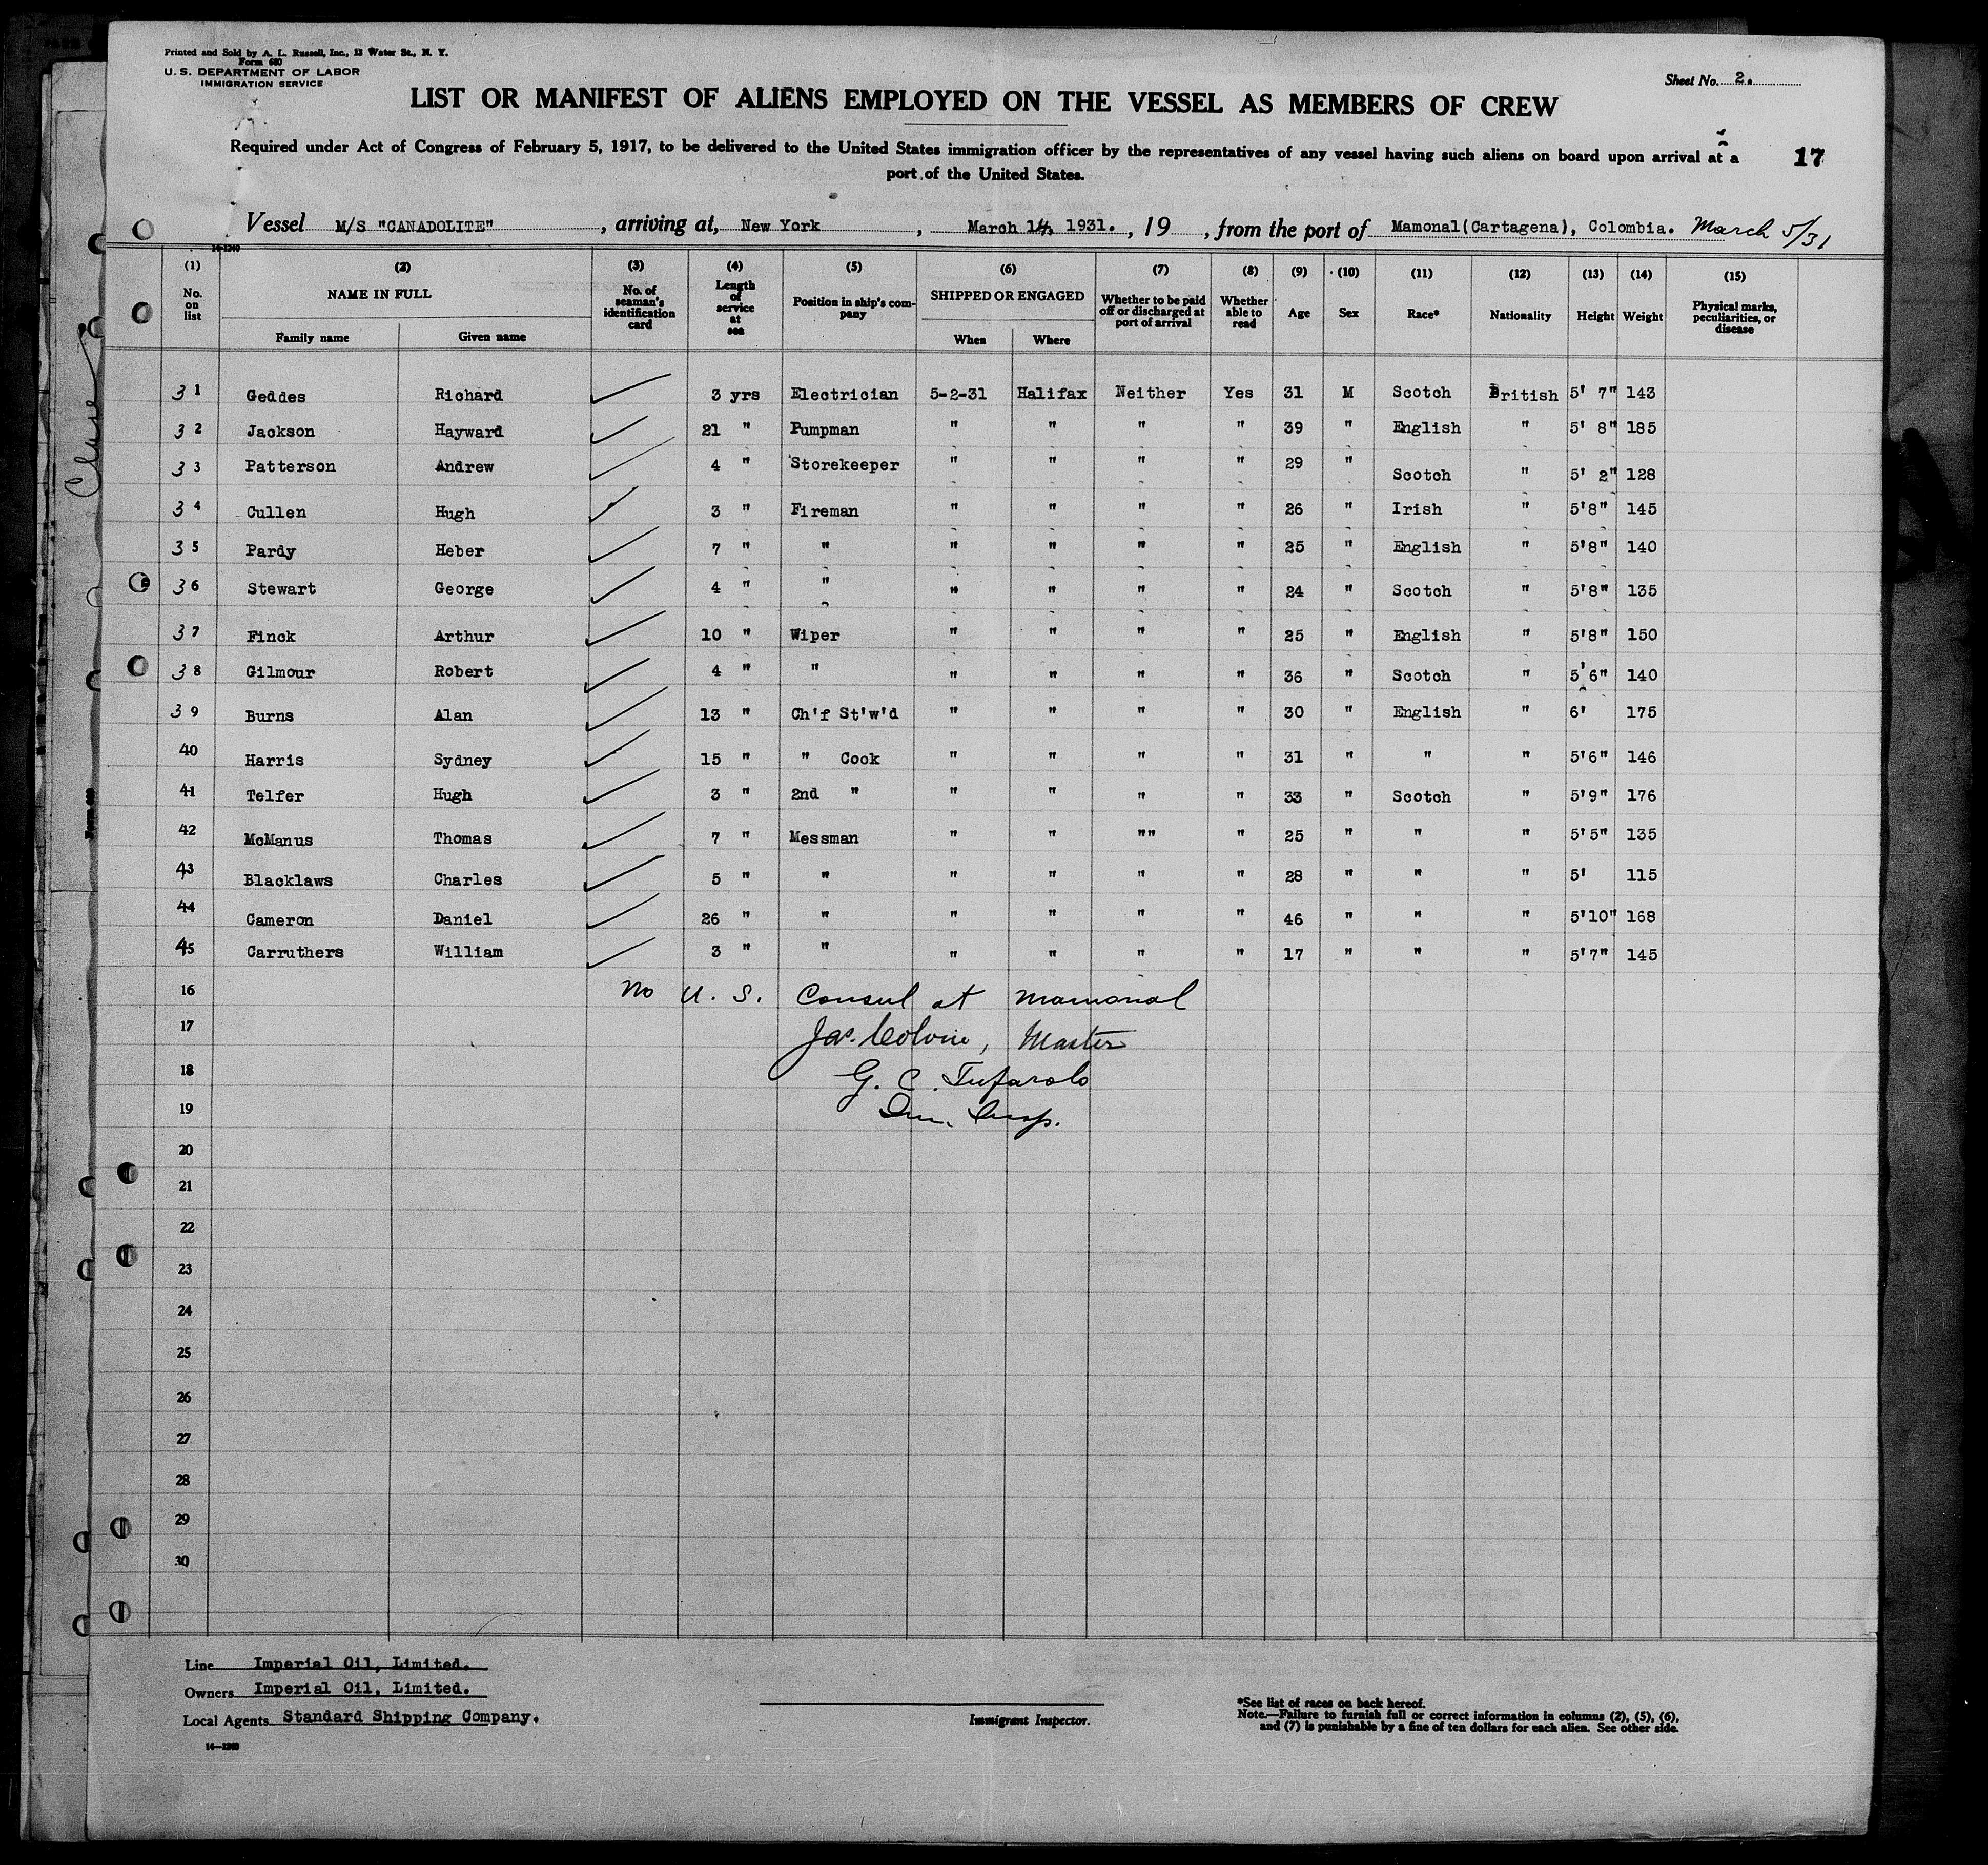 Printed and Sold by A. L. Russell, Inc., 13 Water St., N. Y.
Form 680
U. S. DEPARTMENT OF LABOR
IMMIGRATION SERVICE
Sheet No. 2.
LIST OR MANIFEST OF ALIENS EMPLOYED ON THE VESSEL AS MEMBERS OF CREW
Required under Act of Congress of February 5, 1917, to be delivered to the United States immigration officer by the representatives of any vessel having such aliens on board upon arrival at a
port of the United States.
17
Vessel M/S "CANADOLITE" , arriving at, New York , March 14, 1931. , 19 , from the port of Mamonal(Cartagena), Colombia. March 5/31
14-1240
(1) (2) (3) (4) (5) (6) (7) (8) (9) (10) (11) (12) (13) (14) (15)
No. on list NAME IN FULL Family name Given name No. of seaman's identification card Length of service at sea Position in ship's company SHIPPED OR ENGAGED When Where Whether to be paid off or discharged at port of arrival Whether able to read Age Sex Race* Nationality Height Weight Physical marks, peculiarities, or disease
31 Geddes Richard 3 yrs Electrician 5-2-31 Halifax Neither Yes 31 M Scotch British 5' 7" 143
32 Jackson Hayward 21 " Pumpman " " " " 39 " English " 5' 8" 185
33 Patterson Andrew 4 " Storekeeper " " " " 29 " Scotch " 5' 2" 128
34 Cullen Hugh 3 " Fireman " " " " 26 " Irish " 5'8" 145
35 Pardy Heber 7 " " " " " " 25 " English " 5'8" 140
36 Stewart George 4 " " " " " " 24 " Scotch " 5'8" 135
37 Finck Arthur 10 " Wiper " " " " 25 " English " 5'8" 150
38 Gilmour Robert 4 " " " " " " 36 " Scotch " 5'6" 140
39 Burns Alan 13 " Ch'f St'w'd " " " " 30 " English " 6' 175
40 Harris Sydney 15 " " Cook " " " " 31 " " " 5'6" 146
41 Telfer Hugh 3 " 2nd " " " " " 33 " Scotch " 5'9" 176
42 McManus Thomas 7 " Messman " " "" " 25 " " " 5'5" 135
43 Blacklaws Charles 5 " " " " " " 28 " " " 5' 115
44 Cameron Daniel 26 " " " " " " 46 " " " 5'10" 168
45 Carruthers William 3 " " " " " " 17 " " " 5'7" 145
16 No U. S. Consul at Mamonal
17 Jas. Colvin, Master
18 G. C. Tufarolo
19 Im. Insp.
20
21
22
23
24
25
26
27
28
29
30
Line Imperial Oil, Limited.
Owners Imperial Oil, Limited.
Local Agents Standard Shipping Company.
14-1240
Immigrant Inspector.
*See list of races on back hereof.
Note.—Failure to furnish full or correct information in columns (2), (5), (6),
and (7) is punishable by a fine of ten dollars for each alien. See other side.